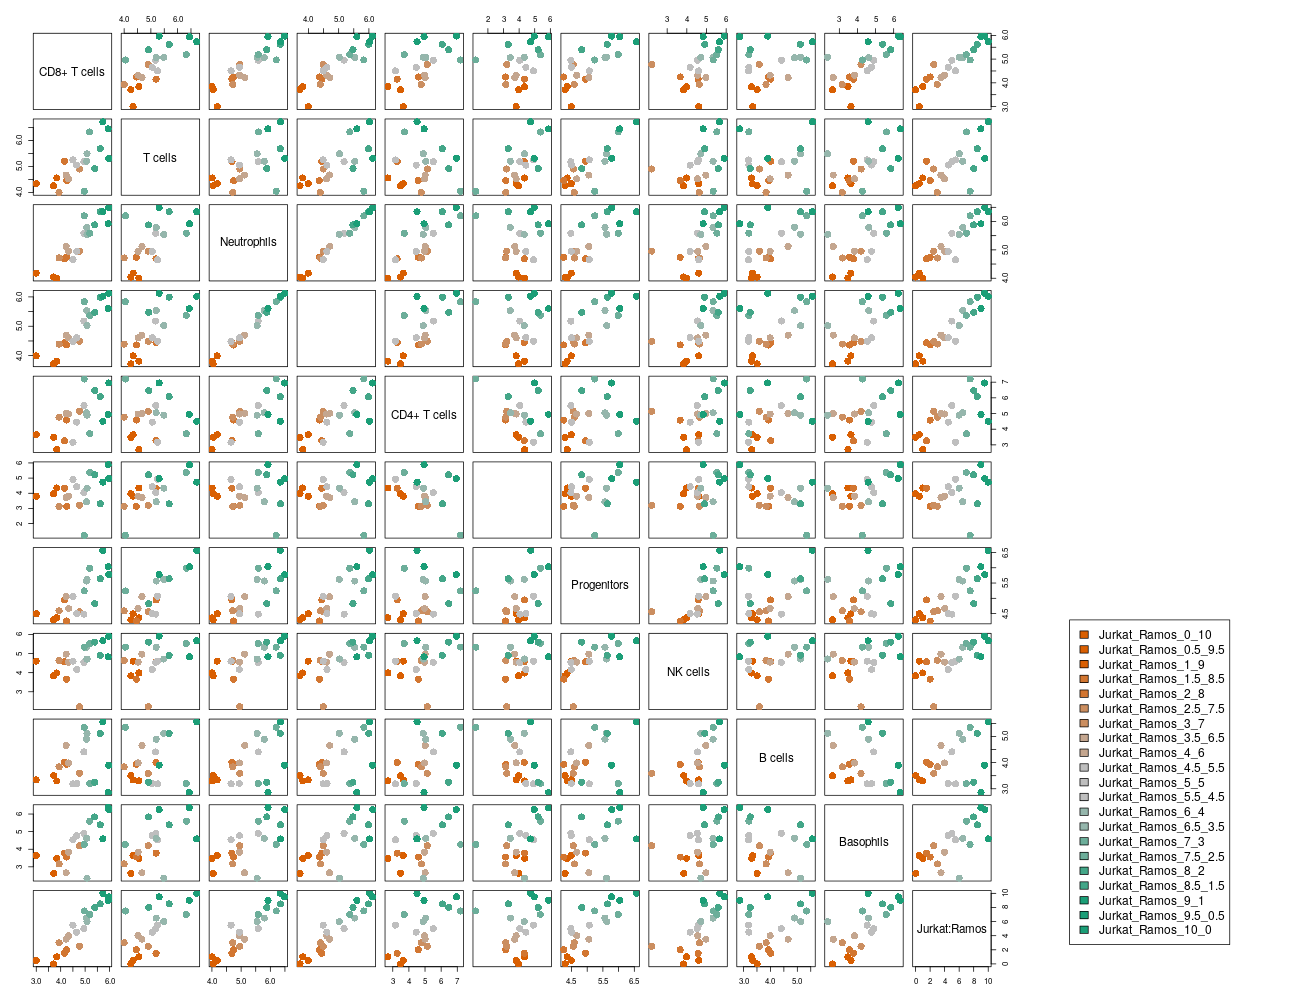 4.0 5.0 6.0
4.0 5.0 6.0
2 3 4 5 6
3 4 5 6
3 4 5 6
CD8+ T cells
3.0 4.0 5.0 6.0
T cells
4.0 5.0 6.0
Neutrophils
4.0 5.0 6.0
4.0 5.0 6.0
CD4+ T cells
3 4 5 6 7
2 3 4 5 6
Progenitors
4.5 5.5 6.5
NK cells
3 4 5 6
B cells
3.0 4.0 5.0
Basophils
3 4 5 6
Jurkat:Ramos
0 2 4 6 8 10
3.0 4.0 5.0 6.0
4.0 5.0 6.0
3 4 5 6 7
4.5 5.5 6.5
3.0 4.0 5.0
0 2 4 6 8 10
Jurkat_Ramos_0_10
Jurkat_Ramos_0.5_9.5
Jurkat_Ramos_1_9
Jurkat_Ramos_1.5_8.5
Jurkat_Ramos_2_8
Jurkat_Ramos_2.5_7.5
Jurkat_Ramos_3_7
Jurkat_Ramos_3.5_6.5
Jurkat_Ramos_4_6
Jurkat_Ramos_4.5_5.5
Jurkat_Ramos_5_5
Jurkat_Ramos_5.5_4.5
Jurkat_Ramos_6_4
Jurkat_Ramos_6.5_3.5
Jurkat_Ramos_7_3
Jurkat_Ramos_7.5_2.5
Jurkat_Ramos_8_2
Jurkat_Ramos_8.5_1.5
Jurkat_Ramos_9_1
Jurkat_Ramos_9.5_0.5
Jurkat_Ramos_10_0